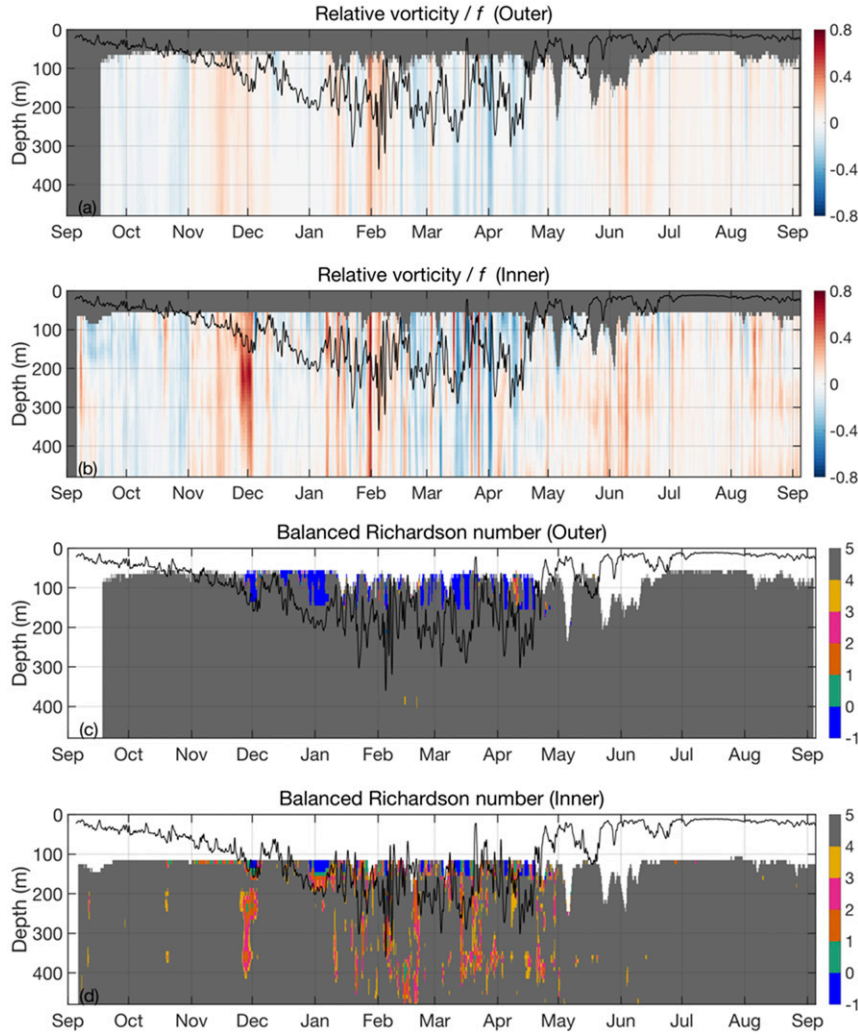 Relative vorticity / f (Outer)
0
100
200
300
400
Depth (m)
(a)
Sep Oct Nov Dec Jan Feb Mar Apr May Jun Jul Aug Sep
0.8
0.4
0
-0.4
-0.8
Relative vorticity / f (Inner)
0
100
200
300
400
Depth (m)
(b)
Sep Oct Nov Dec Jan Feb Mar Apr May Jun Jul Aug Sep
0.8
0.4
0
-0.4
-0.8
Balanced Richardson number (Outer)
0
100
200
300
400
Depth (m)
(c)
Sep Oct Nov Dec Jan Feb Mar Apr May Jun Jul Aug Sep
5
4
3
2
1
0
-1
Balanced Richardson number (Inner)
0
100
200
300
400
Depth (m)
(d)
Sep Oct Nov Dec Jan Feb Mar Apr May Jun Jul Aug Sep
5
4
3
2
1
0
-1